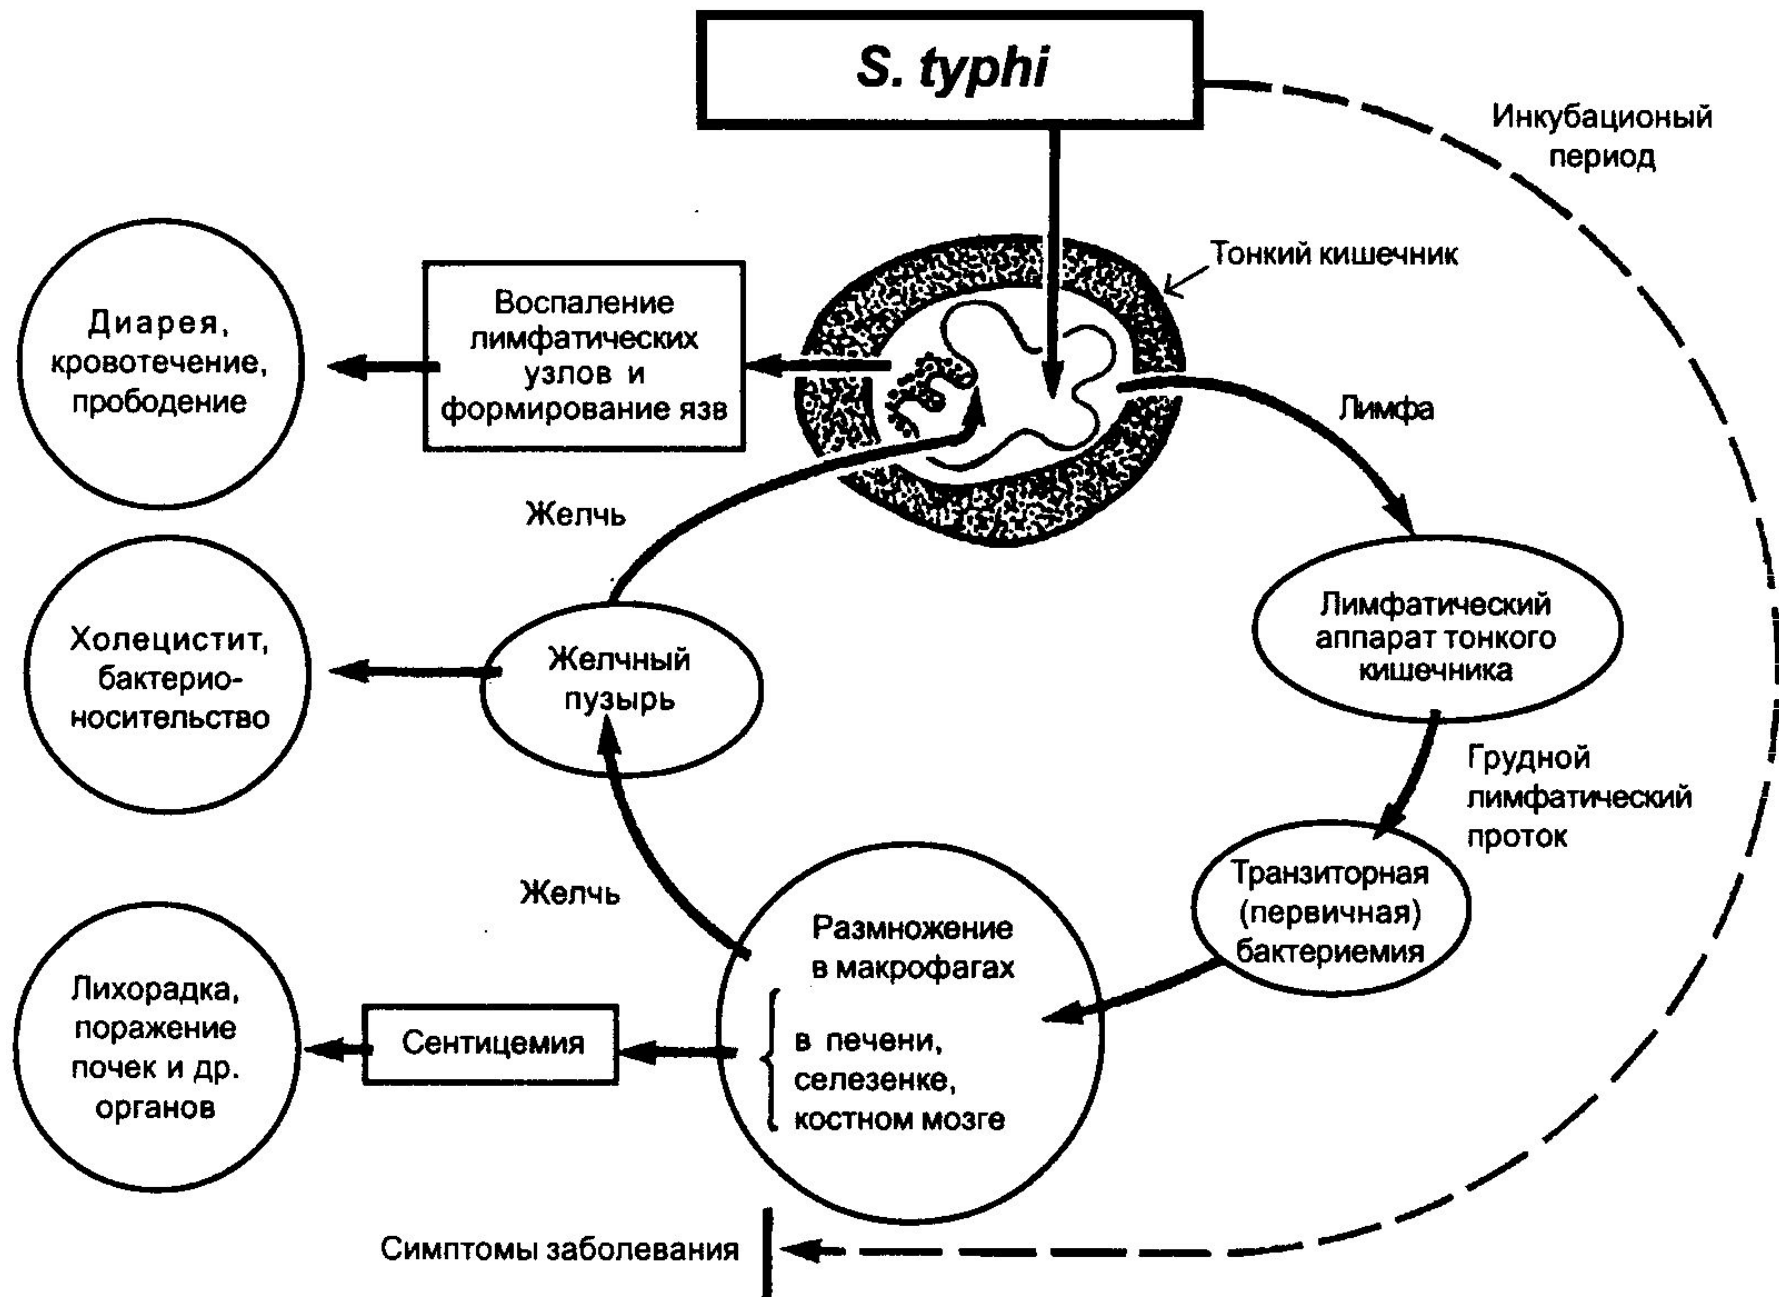 S. typhi
Инкубационый
период
Тонкий кишечник
Воспаление
лимфатических
узлов и
формирование язв
Диарея,
кровотечение,
прободение
Лимфа
Желчь
Лимфатический
аппарат тонкого
кишечника
Холецистит,
бактерио-
носительство
Желчный
пузырь
Грудной
лимфатический
проток
Транзиторная
(первичная)
бактериемия
Желчь
Размножение
в макрофагах
в печени,
селезенке,
костном мозге
Сентицемия
Лихорадка,
поражение
почек и др.
органов
Симптомы заболевания